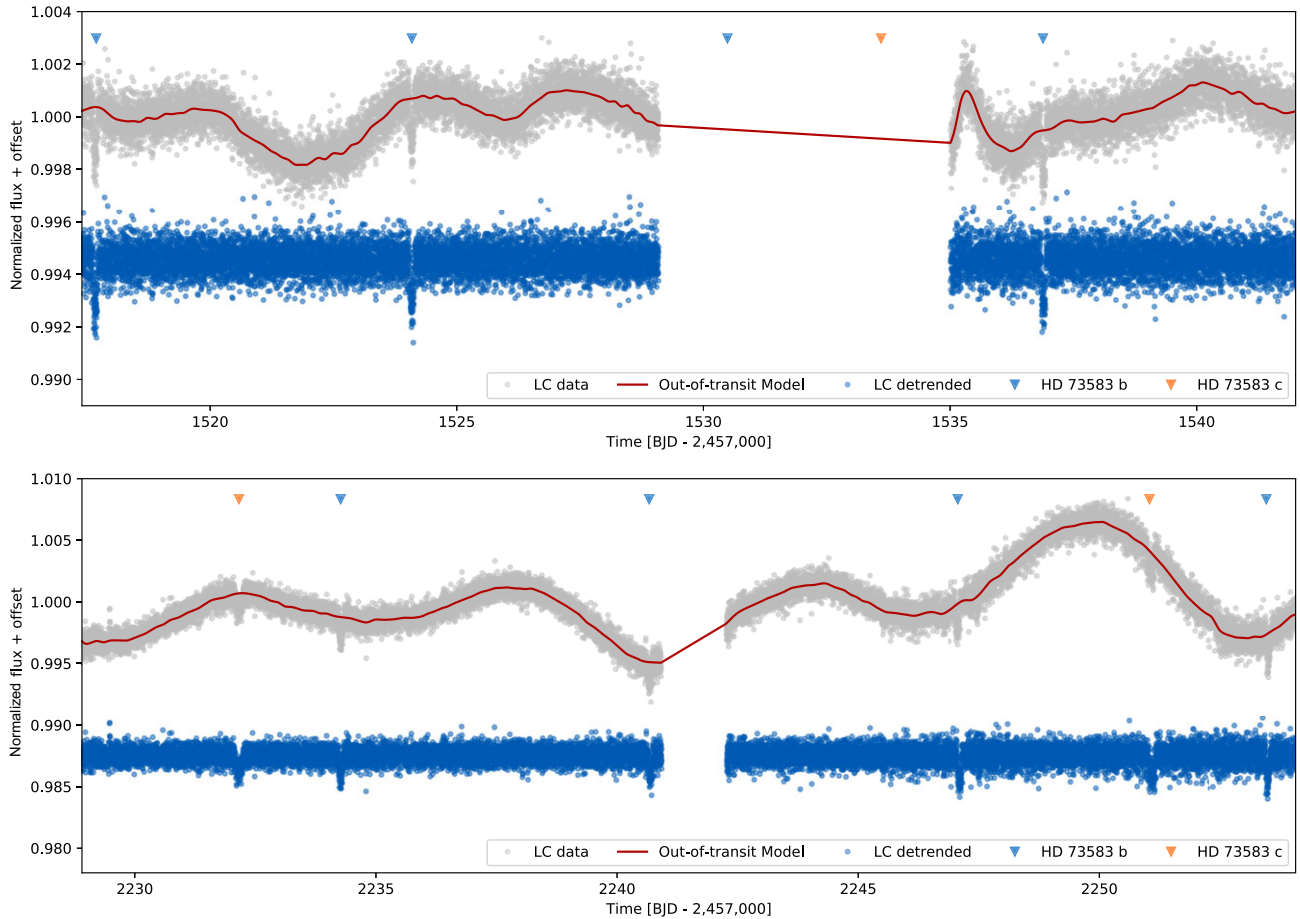 1.004
1.002
1.000
0.998
0.996
0.994
0.992
0.990
Normalized flux + offset
LC data Out-of-transit Model LC detrended HD 73583 b HD 73583 c
1520 1525 1530 1535 1540
Time [BJD - 2,457,000]
1.010
1.005
1.000
0.995
0.990
0.985
0.980
Normalized flux + offset
LC data Out-of-transit Model LC detrended HD 73583 b HD 73583 c
2230 2235 2240 2245 2250
Time [BJD - 2,457,000]